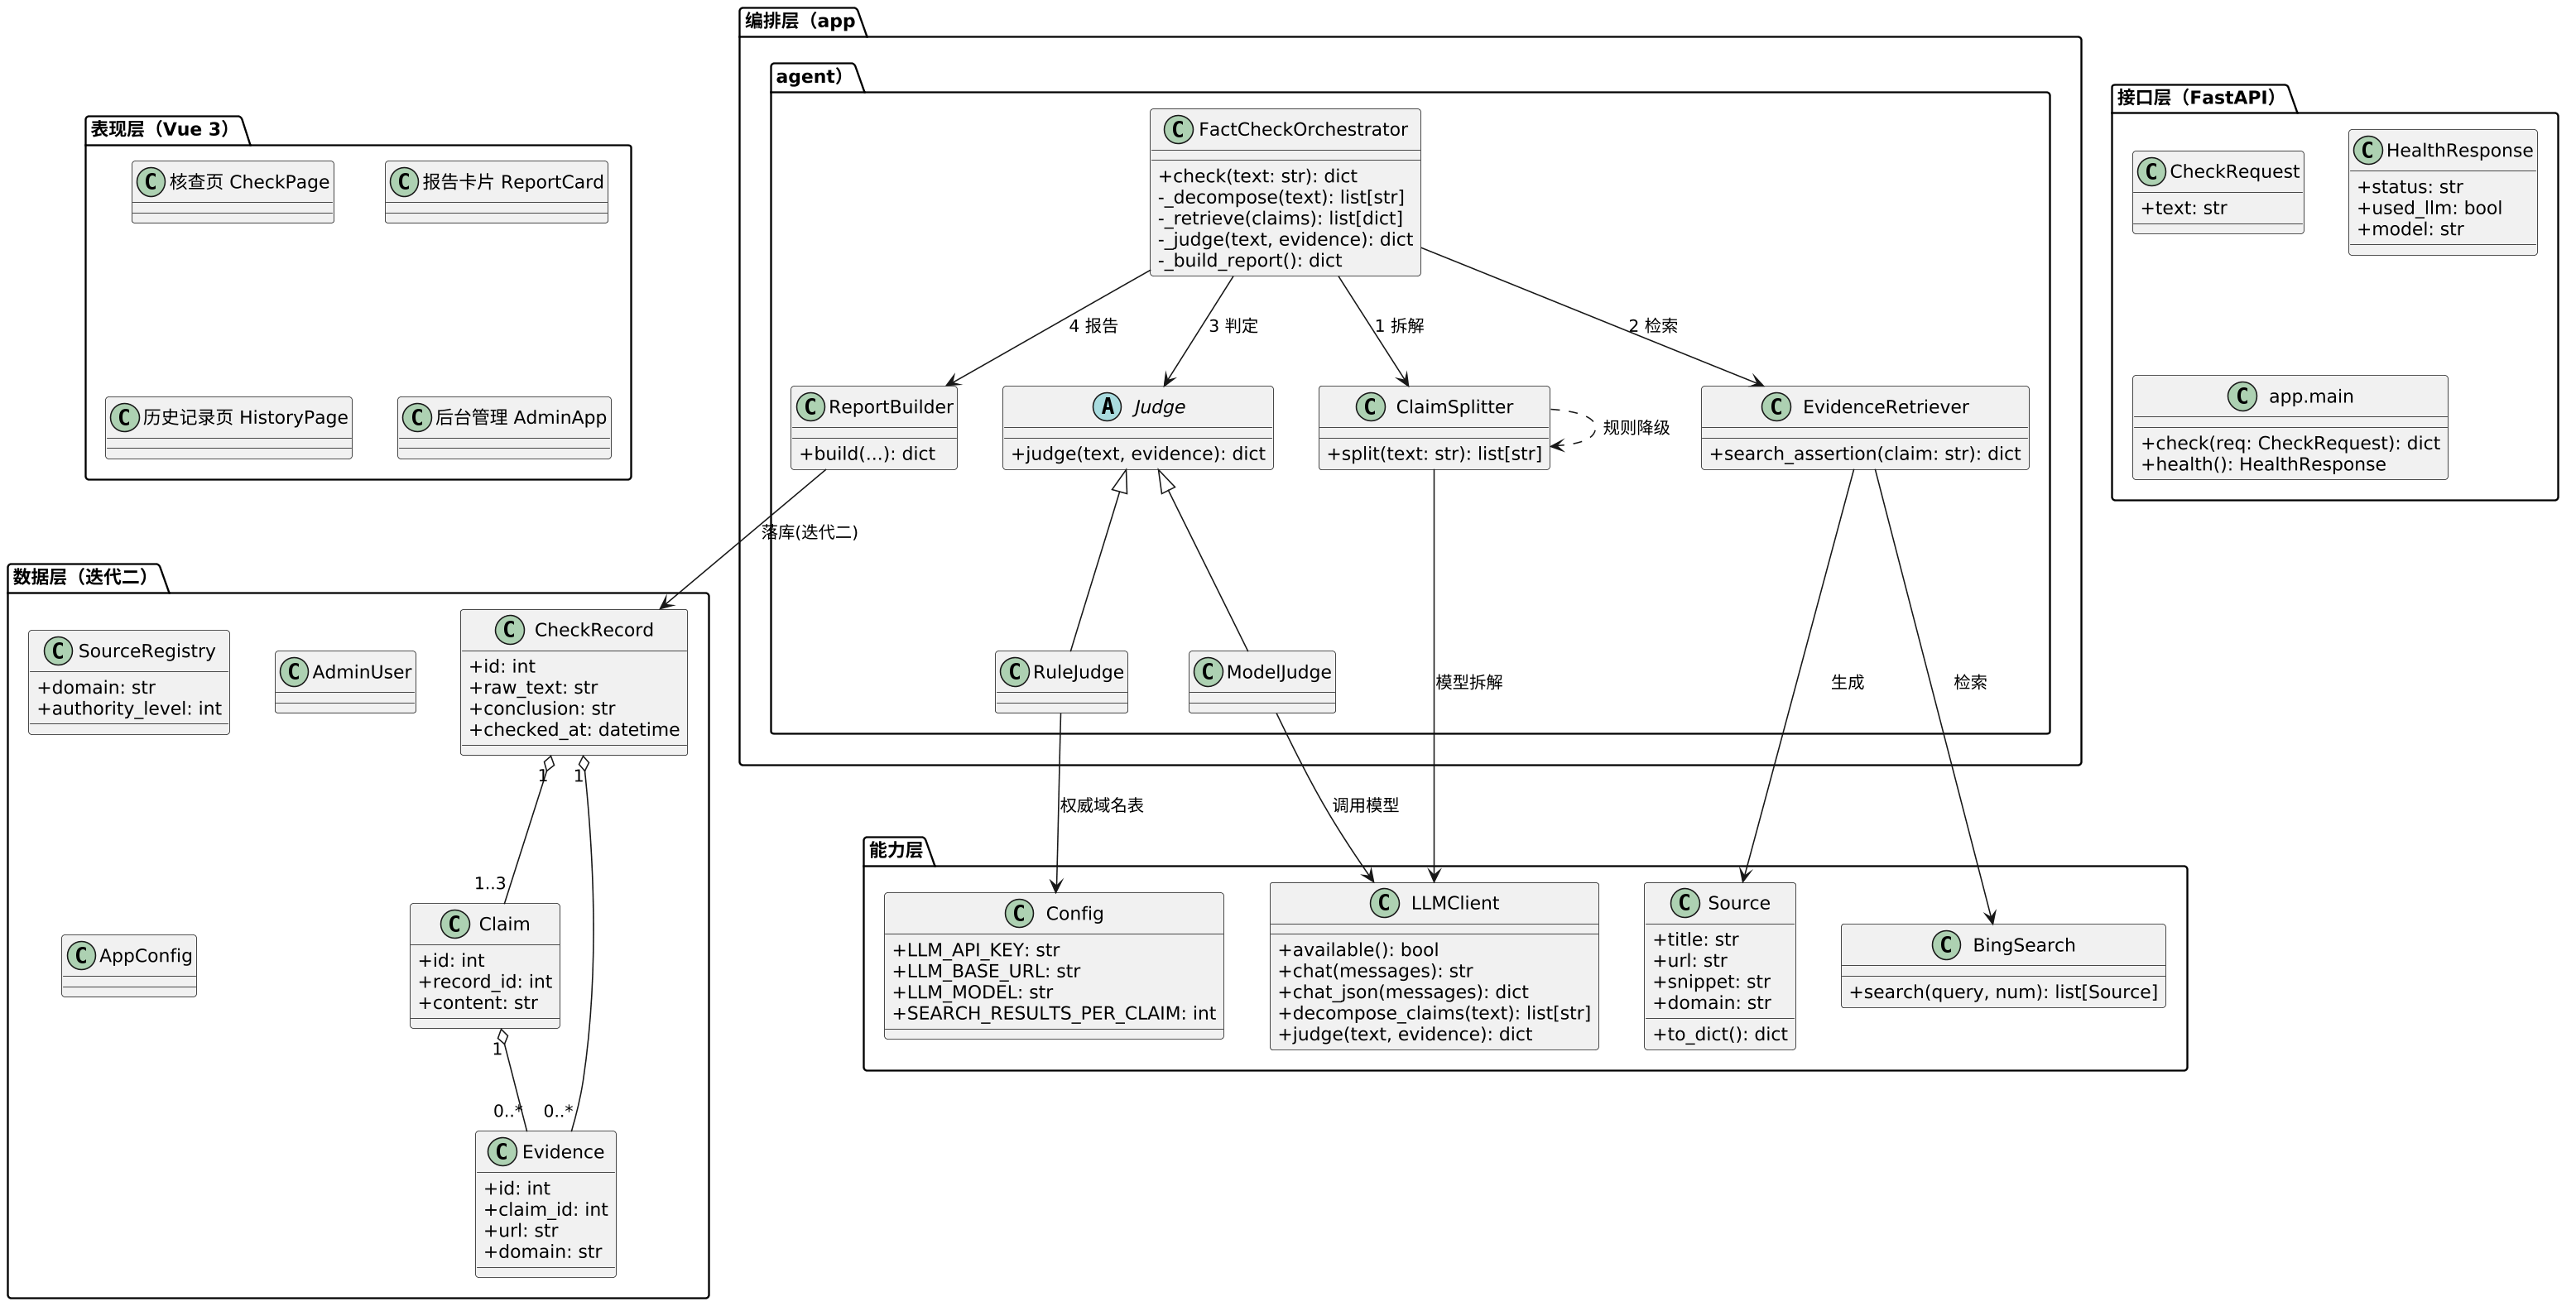 编排层（app
agent）
C FactCheckOrchestrator
+check(text: str): dict
-_decompose(text): list[str]
-_retrieve(claims): list[dict]
-_judge(text, evidence): dict
-_build_report(): dict
4 报告
3 判定
1 拆解
2 检索
C ReportBuilder
+build(...): dict
A Judge
+judge(text, evidence): dict
C ClaimSplitter
+split(text: str): list[str]
规则降级
C EvidenceRetriever
+search_assertion(claim: str): dict
落库(迭代二)
C RuleJudge
C ModelJudge
模型拆解
生成
检索
权威域名表
调用模型
接口层（FastAPI）
C CheckRequest
+text: str
C HealthResponse
+status: str
+used_llm: bool
+model: str
C app.main
+check(req: CheckRequest): dict
+health(): HealthResponse
表现层（Vue 3）
C 核查页 CheckPage
C 报告卡片 ReportCard
C 历史记录页 HistoryPage
C 后台管理 AdminApp
数据层（迭代二）
C SourceRegistry
+domain: str
+authority_level: int
C AdminUser
C CheckRecord
+id: int
+raw_text: str
+conclusion: str
+checked_at: datetime
1
1
1..3
C AppConfig
C Claim
+id: int
+record_id: int
+content: str
1
0..*
0..*
C Evidence
+id: int
+claim_id: int
+url: str
+domain: str
能力层
C Config
+LLM_API_KEY: str
+LLM_BASE_URL: str
+LLM_MODEL: str
+SEARCH_RESULTS_PER_CLAIM: int
C LLMClient
+available(): bool
+chat(messages): str
+chat_json(messages): dict
+decompose_claims(text): list[str]
+judge(text, evidence): dict
C Source
+title: str
+url: str
+snippet: str
+domain: str
+to_dict(): dict
C BingSearch
+search(query, num): list[Source]